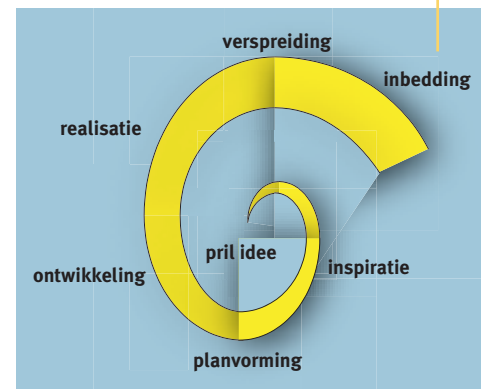 verspreiding
inbedding
realisatie
pril idee
inspiratie
ontwikkeling
planvorming